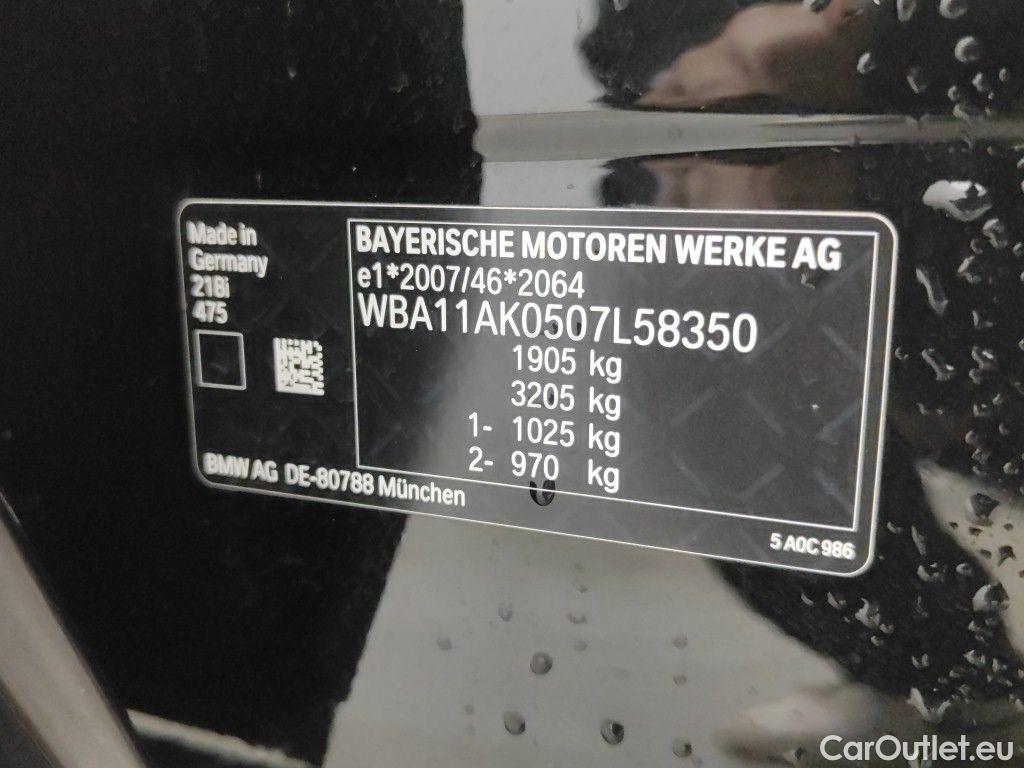 Made in
Germany
218i
475
BAYERISCHE MOTOREN WERKE AG
e1*2007/46*2064
WBA11AK0507L58350
1905 kg
3205 kg
1- 1025 kg
2- 970 kg
BMW AG DE-80788 München
5 A0C 986
CarOutlet.eu